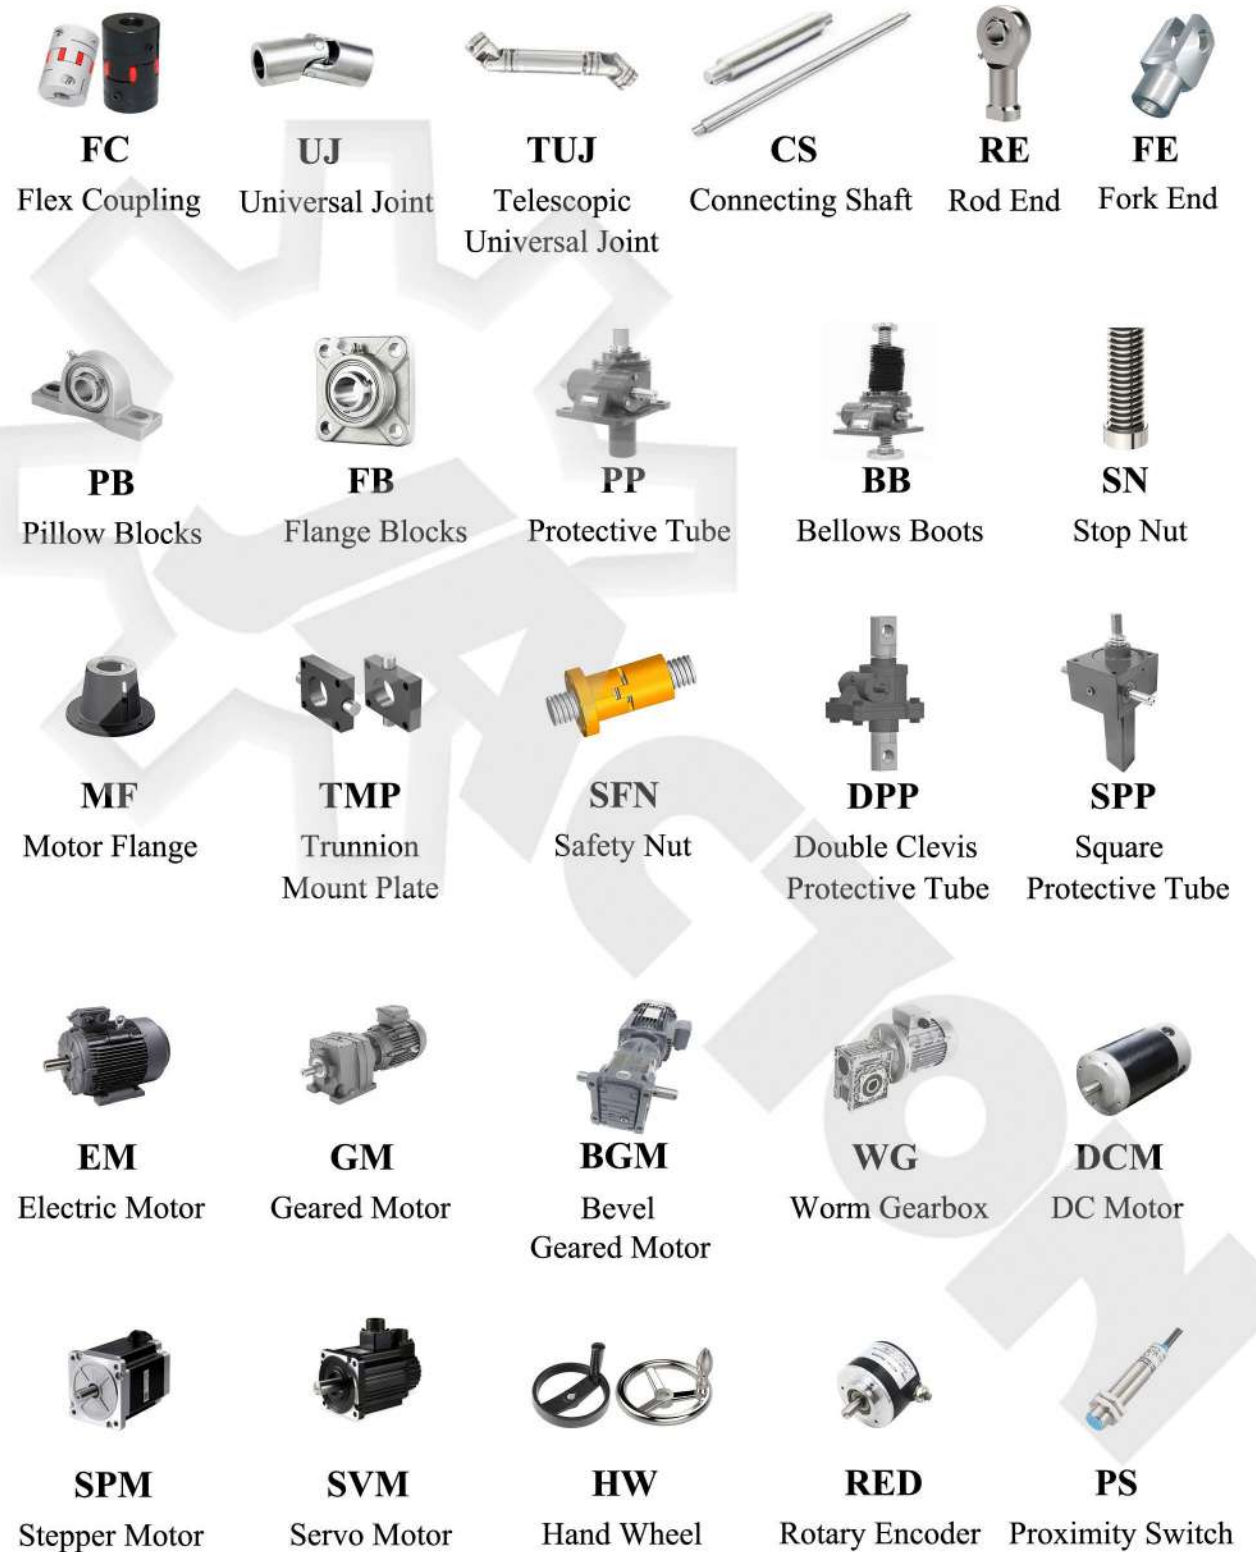 FC
UJ
TUJ
CS
RE
FE
Flex Coupling
Universal Joint
Telescopic
Universal Joint
Connecting Shaft
Rod End
Fork End
PB
FB
PP
BB
SN
Pillow Blocks
Flange Blocks
Protective Tube
Bellows Boots
Stop Nut
MF
TMP
SFN
DPP
SPP
Motor Flange
Trunnion
Mount Plate
Safety Nut
Double Clevis
Protective Tube
Square
Protective Tube
EM
GM
BGM
WG
DCM
Electric Motor
Geared Motor
Bevel
Geared Motor
Worm Gearbox
DC Motor
SPM
SVM
HW
RED
PS
Stepper Motor
Servo Motor
Hand Wheel
Rotary Encoder
Proximity Switch
JACTON